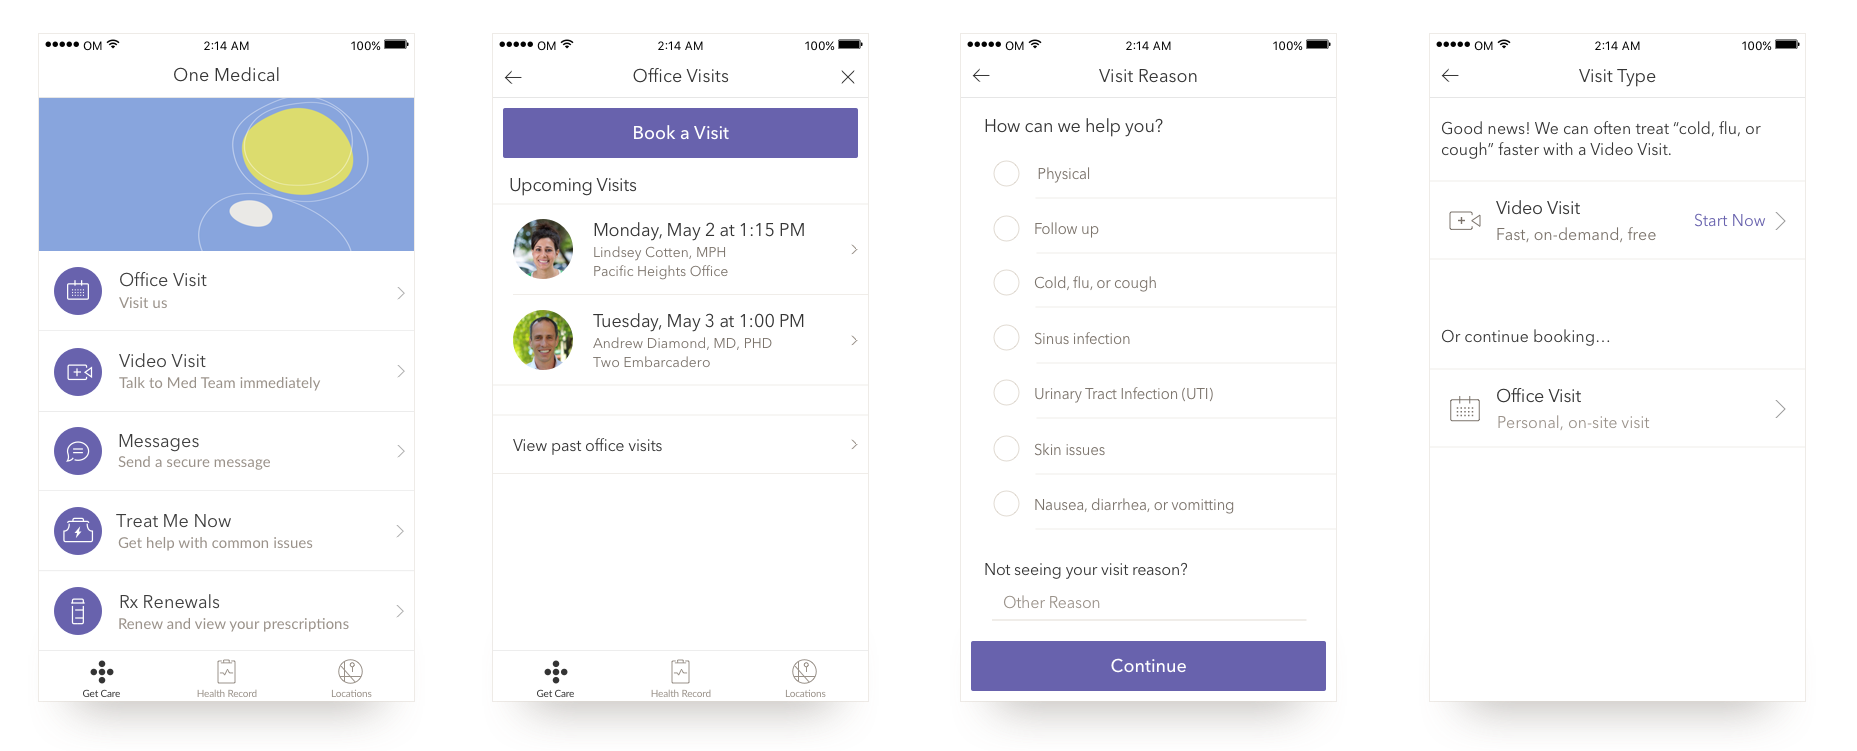 OM 2:14 AM 100%
One Medical
Office Visit
Visit us
Video Visit
Talk to Med Team immediately
Messages
Send a secure message
Treat Me Now
Get help with common issues
Rx Renewals
Renew and view your prescriptions
Get Care Health Record Locations
OM 2:14 AM 100%
Office Visits
Book a Visit
Upcoming Visits
Monday, May 2 at 1:15 PM
Lindsey Cotten, MPH
Pacific Heights Office
Tuesday, May 3 at 1:00 PM
Andrew Diamond, MD, PHD
Two Embarcadero
View past office visits
Get Care Health Record Locations
OM 2:14 AM 100%
Visit Reason
How can we help you?
Physical
Follow up
Cold, flu, or cough
Sinus infection
Urinary Tract Infection (UTI)
Skin issues
Nausea, diarrhea, or vomitting
Not seeing your visit reason?
Other Reason
Continue
OM 2:14 AM 100%
Visit Type
Good news! We can often treat “cold, flu, or
cough” faster with a Video Visit.
Video Visit
Fast, on-demand, free
Start Now
Or continue booking...
Office Visit
Personal, on-site visit